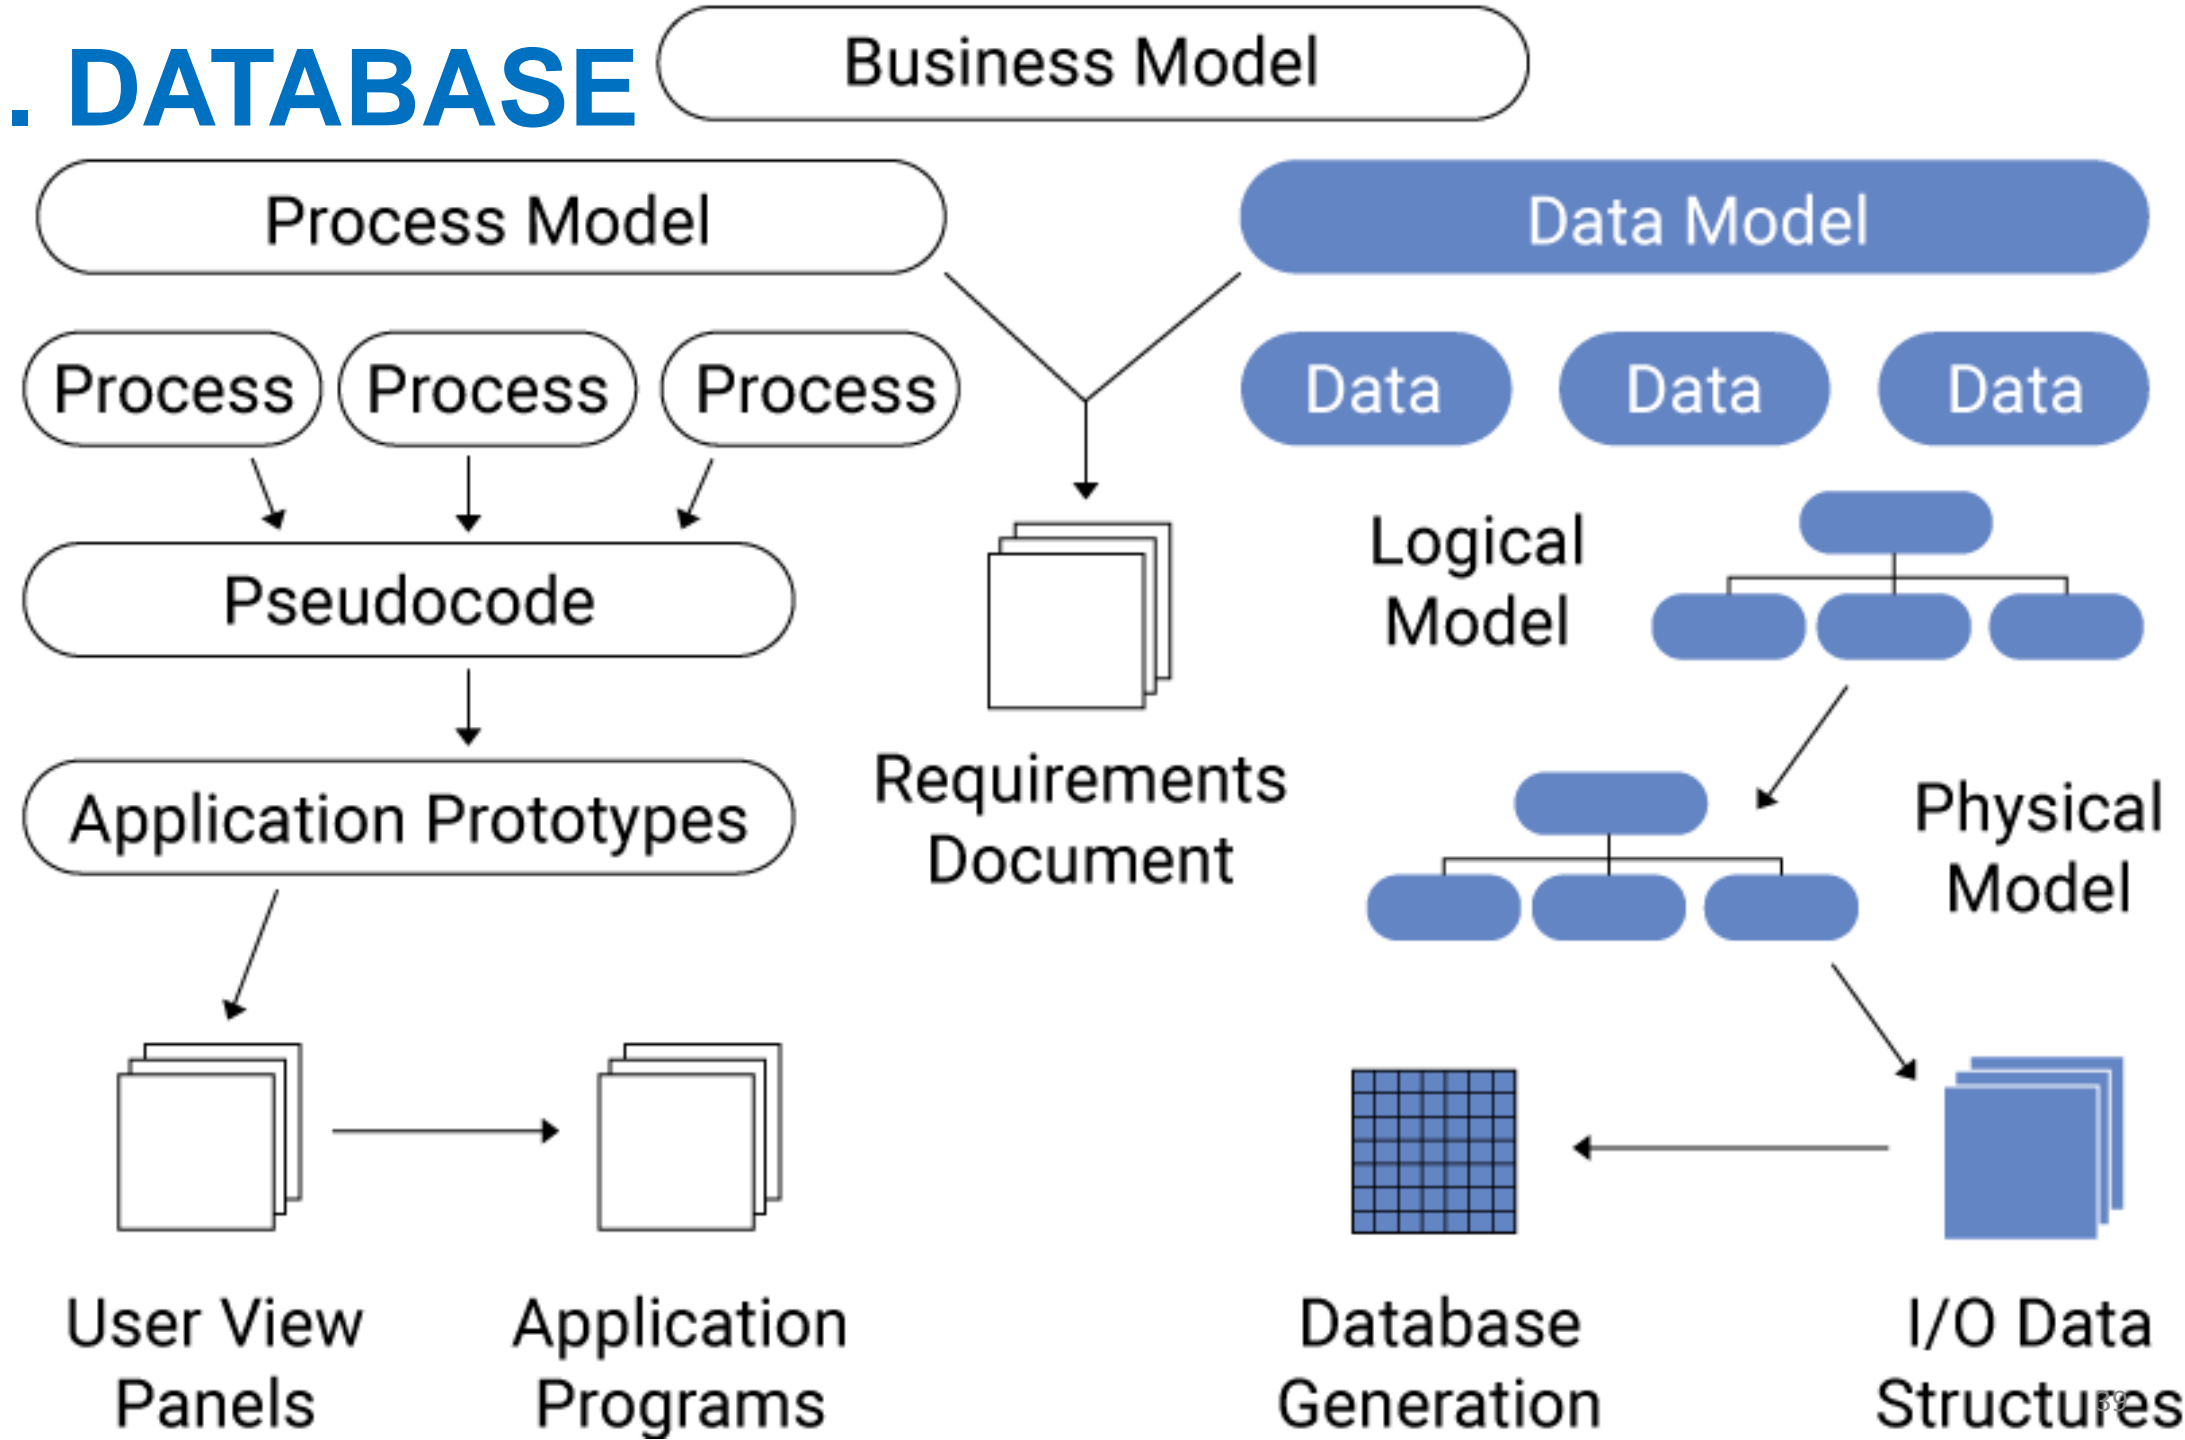 . DATABASE
Business Model
Process Model
Data Model
Process Process Process
Data Data Data
Logical
Model
Pseudocode
Requirements
Document
Application Prototypes
Physical
Model
User View
Panels
Application
Programs
Database
Generation
I/O Data
Structures
39